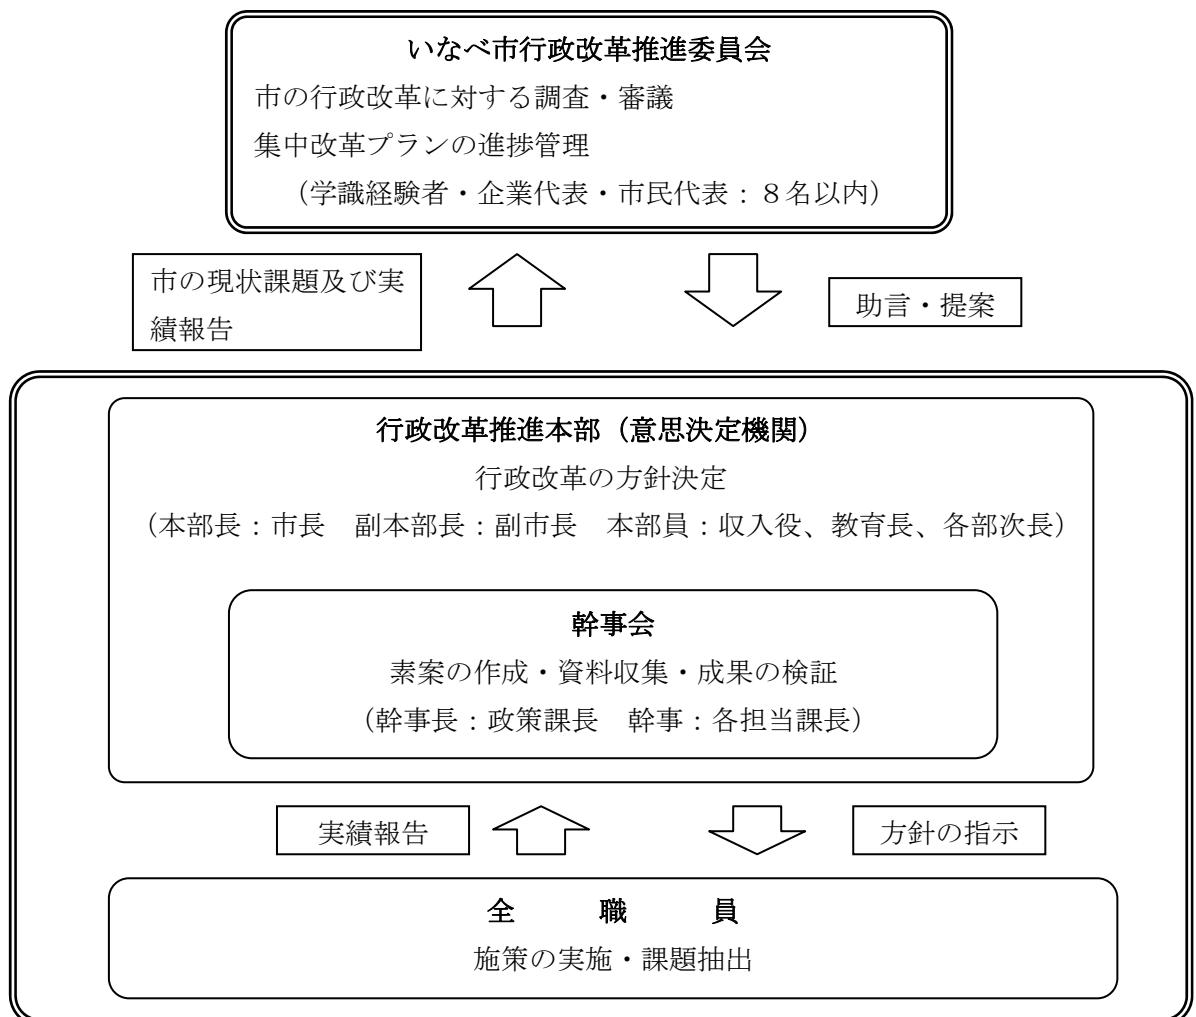 いなべ市行政改革推進委員会
市の行政改革に対する調査・審議
集中改革プランの進捗管理
（学識経験者・企業代表・市民代表：８名以内）
市の現状課題及び実
績報告
助言・提案
行政改革推進本部（意思決定機関）
行政改革の方針決定
（本部長：市長　副本部長：副市長　本部員：収入役、教育長、各部次長）
幹事会
素案の作成・資料収集・成果の検証
（幹事長：政策課長　幹事：各担当課長）
実績報告
方針の指示
全　　職　　員
施策の実施・課題抽出